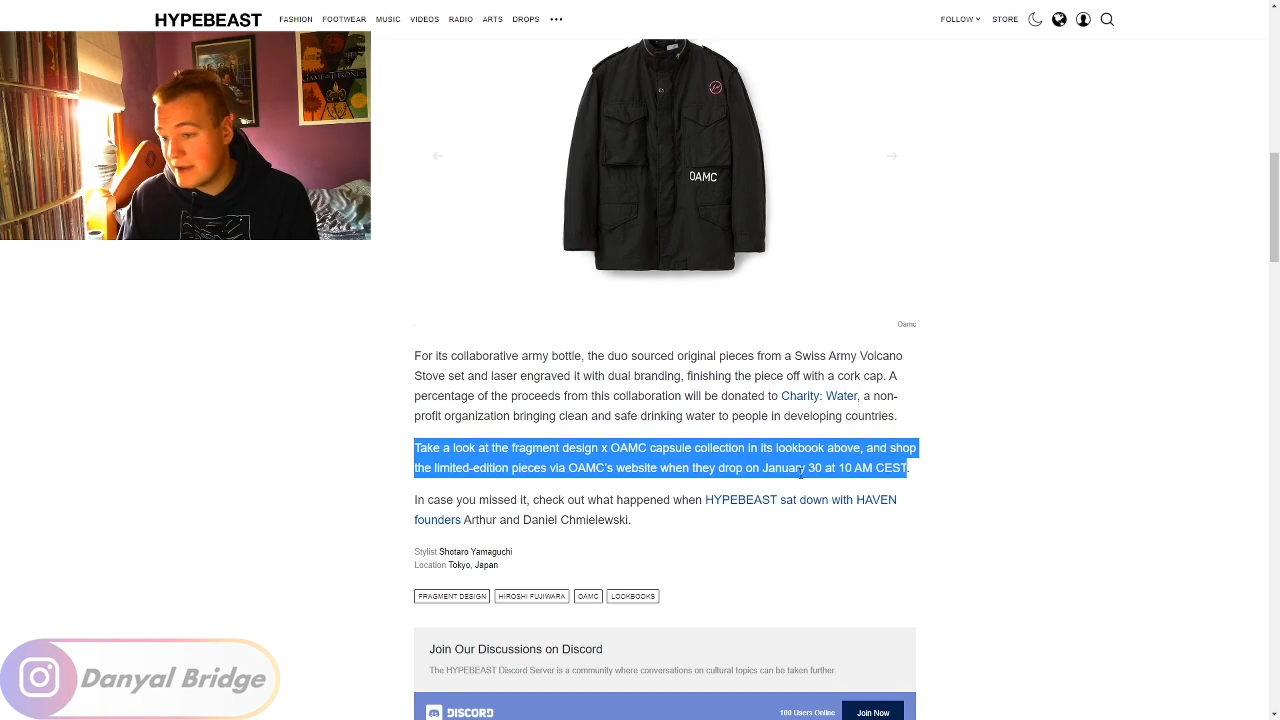 HYPEBEAST
FASHION FOOTWEAR MUSIC VIDEOS RADIO ARTS DROPS
FOLLOW STORE
GAME OF THRONES
OAMC
Oamc
For its collaborative army bottle, the duo sourced original pieces from a Swiss Army Volcano
Stove set and laser engraved it with dual branding, finishing the piece off with a cork cap. A
percentage of the proceeds from this collaboration will be donated to Charity: Water, a non-
profit organization bringing clean and safe drinking water to people in developing countries.
Take a look at the fragment design x OAMC capsule collection in its lookbook above, and shop
the limited-edition pieces via OAMC's website when they drop on January 30 at 10 AM CEST.
In case you missed it, check out what happened when HYPEBEAST sat down with HAVEN
founders Arthur and Daniel Chmielewski.
Stylist Shotaro Yamaguchi
Location Tokyo, Japan
FRAGMENT DESIGN HIROSHI FUJIWARA OAMC LOOKBOOKS
Join Our Discussions on Discord
The HYPEBEAST Discord Server is a community where conversations on cultural topics can be taken further.
DISCORD 100 Users Online Join Now
Danyal Bridge